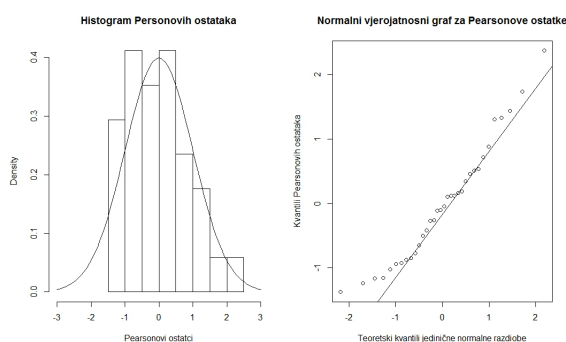 Histogram Personovih ostataka
Density
0.0 0.1 0.2 0.3 0.4
-3 -2 -1 0 1 2 3
Pearsonovi ostatci
Normalni vjerojatnosni graf za Pearsonove ostatke
Kvantili Pearsonovih ostataka
-1 0 1 2
-2 -1 0 1 2
Teoretski kvantili jedinične normalne razdiobe